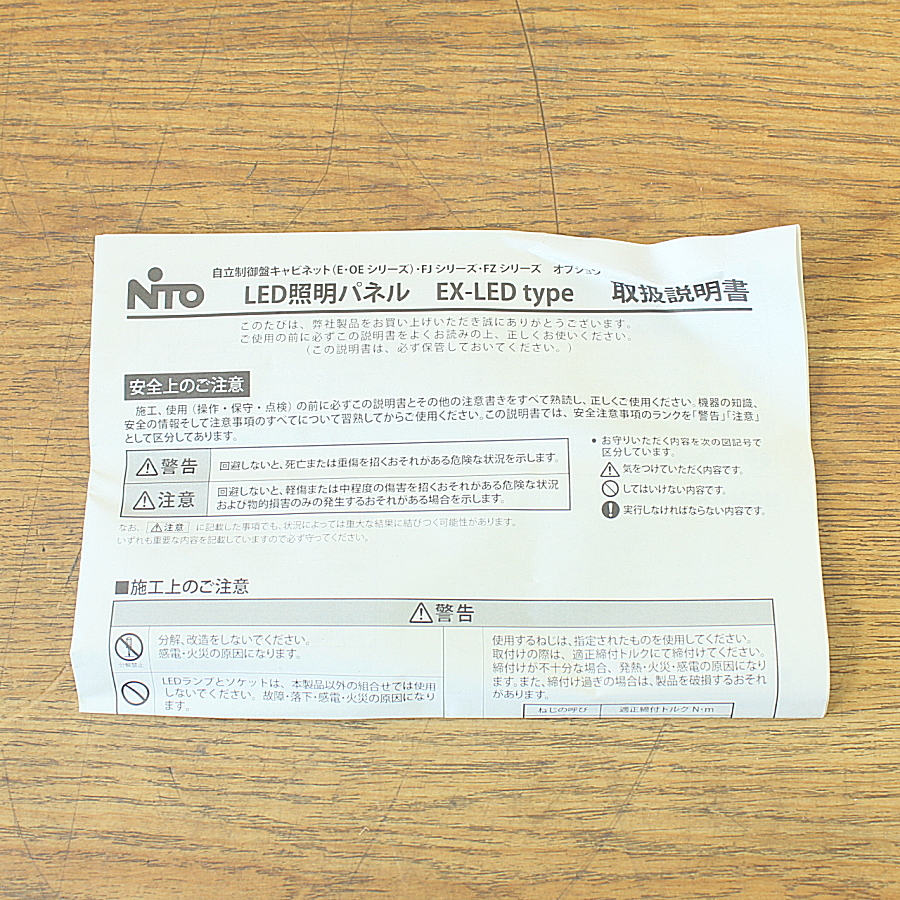 自立制御盤キャビネット(E・OEシリーズ)・FJシリーズ・FZシリーズ オプション
NITO
LED照明パネル EX-LED type 取扱説明書
このたびは、弊社製品をお買い上げいただき誠にありがとうございます。
ご使用の前に必ずこの説明書をよくお読みの上、正しくお使いください。
(この説明書は、必ず保管しておいてください。)
安全上のご注意
施工、使用(操作・保守・点検)の前に必ずこの説明書とその他の注意書きをすべて熟読し、正しくご使用ください。機器の知識、
安全の情報そして注意事項のすべてについて習熟してからご使用ください。この説明書では、安全注意事項のランクを「警告」「注意」
として区分してあります。
警告
回避しないと、死亡または重傷を招くおそれがある危険な状況を示します。
注意
回避しないと、軽傷または中程度の傷害を招くおそれがある危険な状況
および物的損害のみの発生するおそれがある場合を示します。
• お守りいただく内容を次の図記号で
区分しています。
気をつけていただく内容です。
してはいけない内容です。
実行しなければならない内容です。
なお、注意 に記載した事項でも、状況によっては重大な結果に結びつく可能性があります。
いずれも重要な内容を記載していますので必ず守ってください。
■施工上のご注意
警告
分解禁止
分解、改造をしないでください。
感電・火災の原因になります。
LEDランプとソケットは、本製品以外の組合せでは使用
しないでください。故障・落下・感電・火災の原因になり
ます。
使用するねじは、指定されたものを使用してください。
取付けの際は、適正締付トルクにて締付けてください。
締付けが不十分な場合、発熱・火災・感電の原因になり
ます。また、締付け過ぎの場合は、製品を破損するおそれ
があります。
ねじの呼び 適正締付トルク N・m